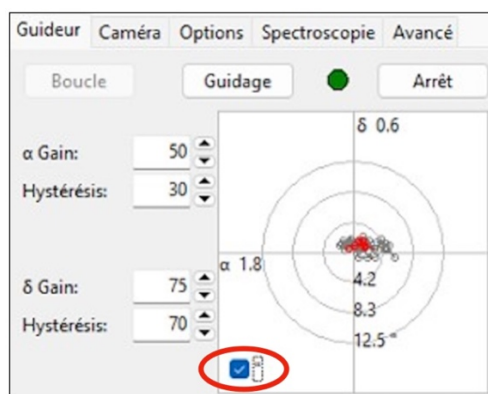 Guideur Caméra Options Spectroscopie Avancé
Boucle Guidage Arrêt
δ 0.6
α Gain: 50
Hystérésis: 30
α 1.8
4.2
δ Gain: 75
8.3
Hystérésis: 70
12.5 "
"